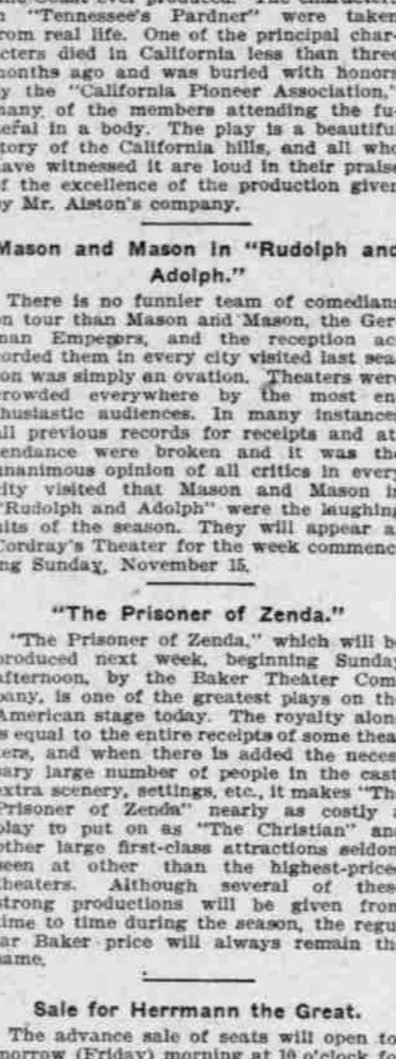 the Coast ever produced. The characters
n "Tennessee's Pardner" were taken
rom real life. One of the principal char-
cters died in California less than three
months ago and was buried with honors
y the "California Pioneer Association,"
many of the members attending the fu-
eral in a body. The play is a beautiful
tory of the California hills, and all who
ave witnessed it are loud in their praise
f the excellence of the production given
y Mr. Alston's company.
Mason and Mason in "Rudolph and
Adolph."
There is no funnier team of comedians
n tour than Mason and Mason, the Ger-
man Emperors, and the reception ac-
orded them in every city visited last sea-
on was simply an ovation. Theaters were
rowded everywhere by the most en-
husiastic audiences. In many instances
ll previous records for receipts and at-
endance were broken and it was the
unanimous opinion of all critics in every
ity visited that Mason and Mason in
"Rudolph and Adolph" were the laughing
its of the season. They will appear a
Cordray's Theater for the week commenc-
ng Sunday, November 15.
"The Prisoner of Zenda."
"The Prisoner of Zenda," which will be
produced next week, beginning Sunday
afternoon, by the Baker Theater Com-
pany, is one of the greatest plays on the
American stage today. The royalty alone
s equal to the entire receipts of some thea-
ters, and when there is added the neces-
sary large number of people in the cast,
extra scenery, settings, etc., it makes "The
Prisoner of Zenda" nearly as costly a
play to put on as "The Christian" and
other large first-class attractions seldom
seen at other than the highest-priced
theaters. Although several of these
strong productions will be given from
time to time during the season, the regu-
lar Baker price will always remain the
same.
Sale for Herrmann the Great.
The advance sale of seats will open to-
morrow (Friday) morning at 10 o'clock fo